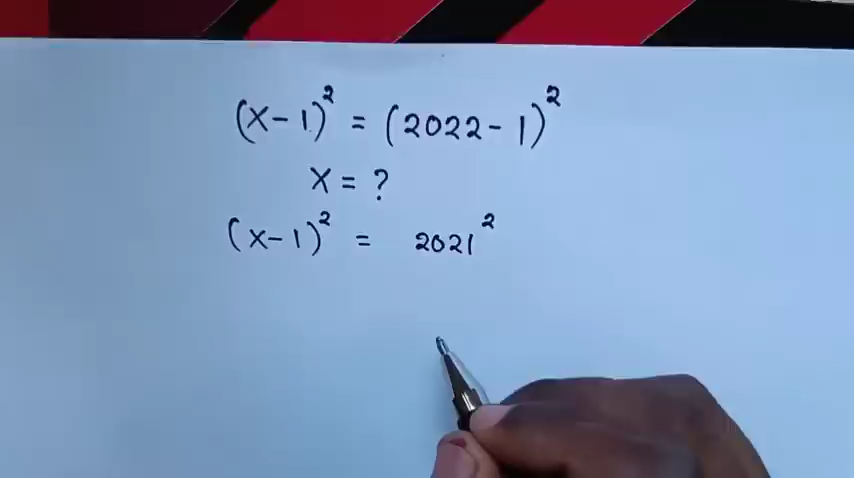 (x-1)² = (2022-1)²
x = ?
(x-1)² = 2021²